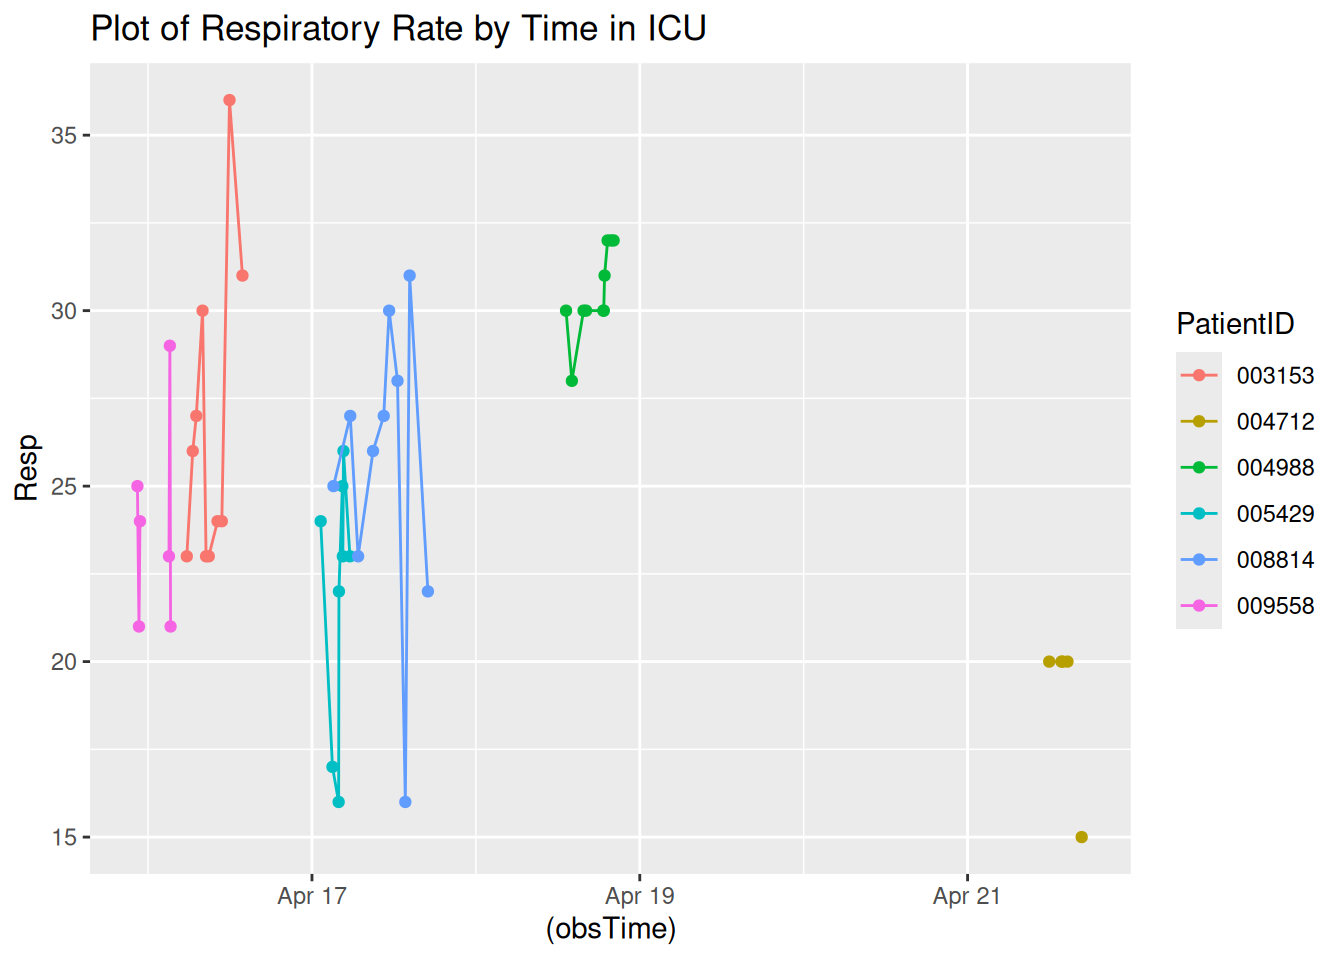 Plot of Respiratory Rate by Time in ICU
Resp
35
30
25
20
15
Apr 17
Apr 19
Apr 21
(obsTime)
PatientID
003153
004712
004988
005429
008814
009558